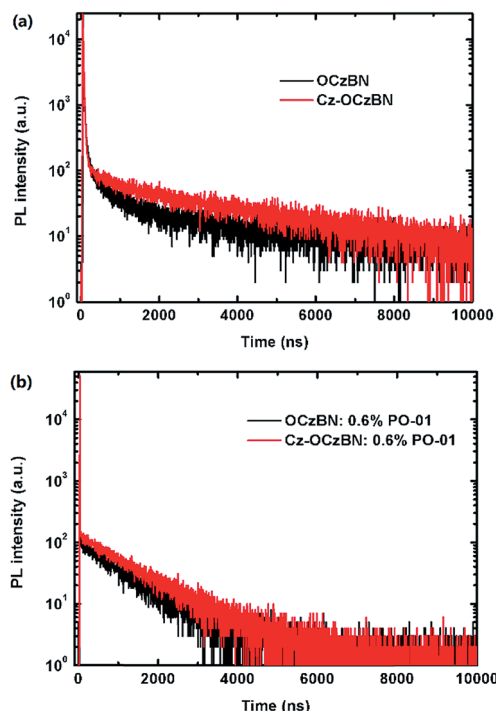 (a)
OCzBN
Cz-OCzBN
PL intensity (a.u.)
10⁴
10³
10²
10¹
10⁰
0 2000 4000 6000 8000 10000
Time (ns)
(b)
OCzBN: 0.6% PO-01
Cz-OCzBN: 0.6% PO-01
PL intensity (a.u.)
10⁴
10³
10²
10¹
10⁰
0 2000 4000 6000 8000 10000
Time (ns)